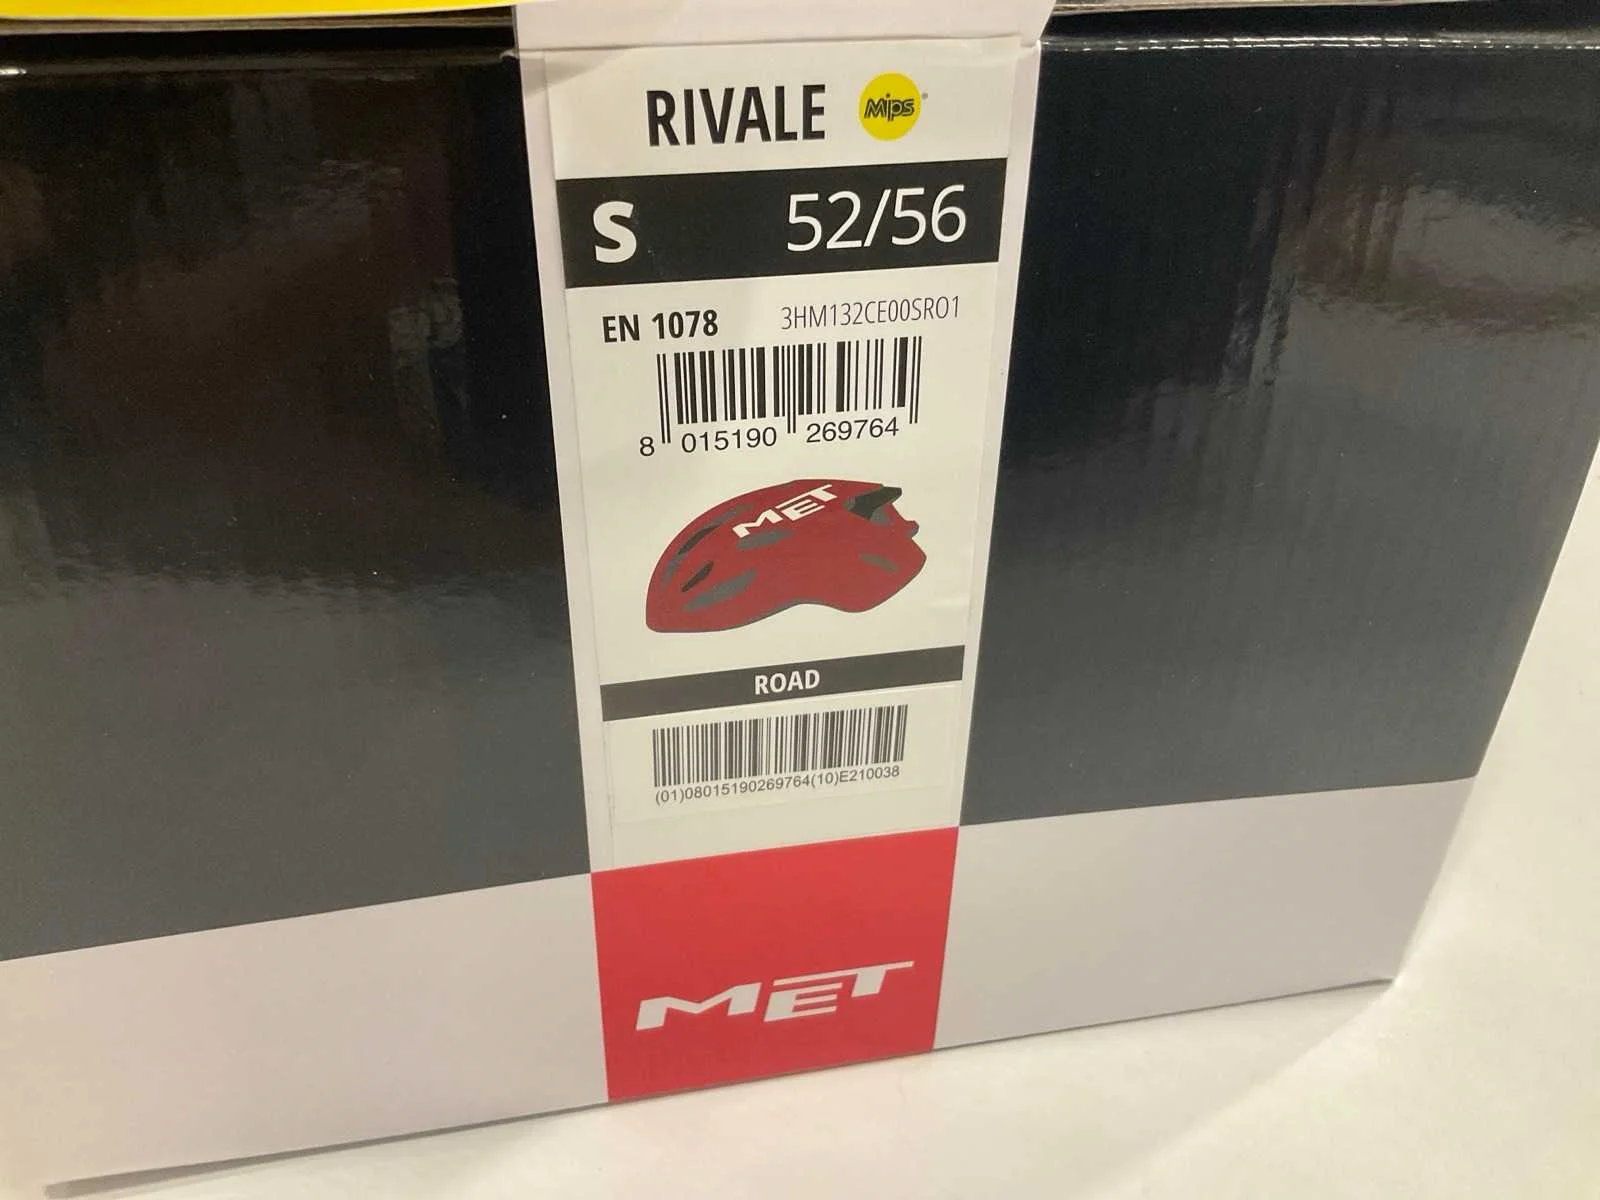 RIVALE Mips®
S 52/56
EN 1078 3HM132CE00SRO1
8 015190 269764
MET
ROAD
(01)08015190269764(10)E210038
MET